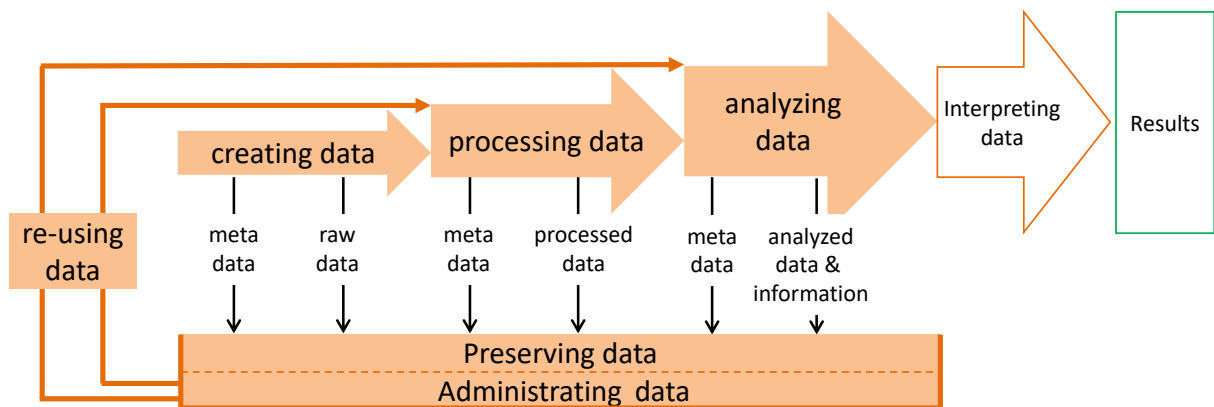 analyzing
data
Interpreting
data
Results
processing data
creating data
re-using
data
meta
data
raw
data
meta
data
processed
data
meta
data
analyzed
data &
information
Preserving data
Administrating data